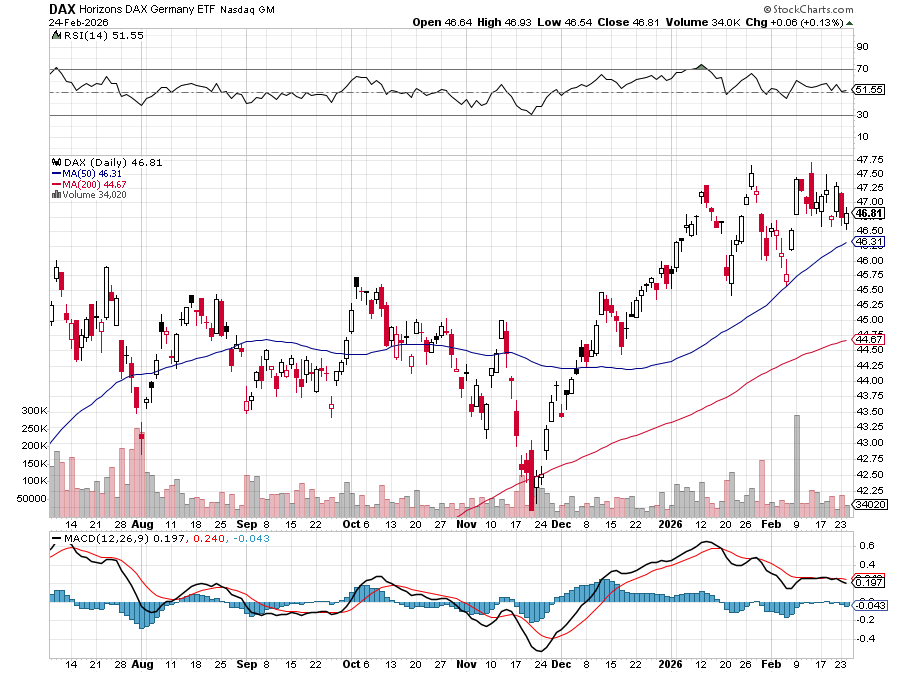 DAX Horizons DAX Germany ETF Nasdaq GM
© StockCharts.com
24-Feb-2026
Open 46.64 High 46.93 Low 46.54 Close 46.81 Volume 34.0K Chg +0.06 (+0.13%)
RSI(14) 51.55
90
70
51.55
30
10
DAX (Daily) 46.81
MA(50) 46.31
MA(200) 44.67
Volume 34,020
47.75
47.50
47.25
47.00
46.81
46.50
46.31
46.00
45.75
45.50
45.25
45.00
44.75
44.67
44.50
44.25
44.00
43.75
43.50
43.25
43.00
42.75
42.50
42.25
34020
300K
250K
200K
150K
100K
50000
14 21 28 Aug 11 18 25 Sep 8 15 22 Oct 6 13 20 27 Nov 10 17 24 Dec 8 15 22 2026 12 20 26 Feb 9 17 23
MACD(12,26,9) 0.197, 0.240, -0.043
0.6
0.4
0.197
-0.043
-0.2
-0.4
14 21 28 Aug 11 18 25 Sep 8 15 22 Oct 6 13 20 27 Nov 10 17 24 Dec 8 15 22 2026 12 20 26 Feb 9 17 23